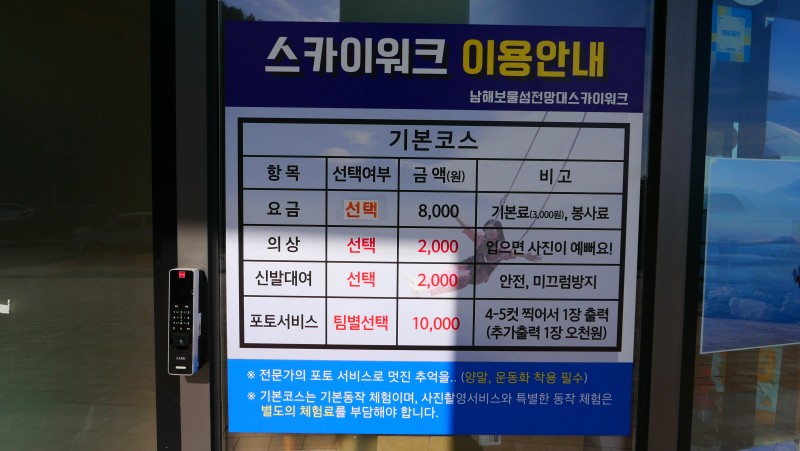 스카이워크 이용안내
남해보물섬전망대스카이워크
기본코스
항목 선택여부 금 액(원) 비 고
요금 선택 8,000 기본료(3,000원), 봉사료
의상 선택 2,000 입으면 사진이 예뻐요!
신발대여 선택 2,000 안전, 미끄럼방지
포토서비스 팀별선택 10,000 4-5컷 찍어서 1장 출력
(추가출력 1장 오천원)
※ 전문가의 포토 서비스로 멋진 추억을.. (양말, 운동화 착용 필수)
※ 기본코스는 기본동작 체험이며, 사진촬영서비스와 특별한 동작 체험은
별도의 체험료를 부담해야 합니다.